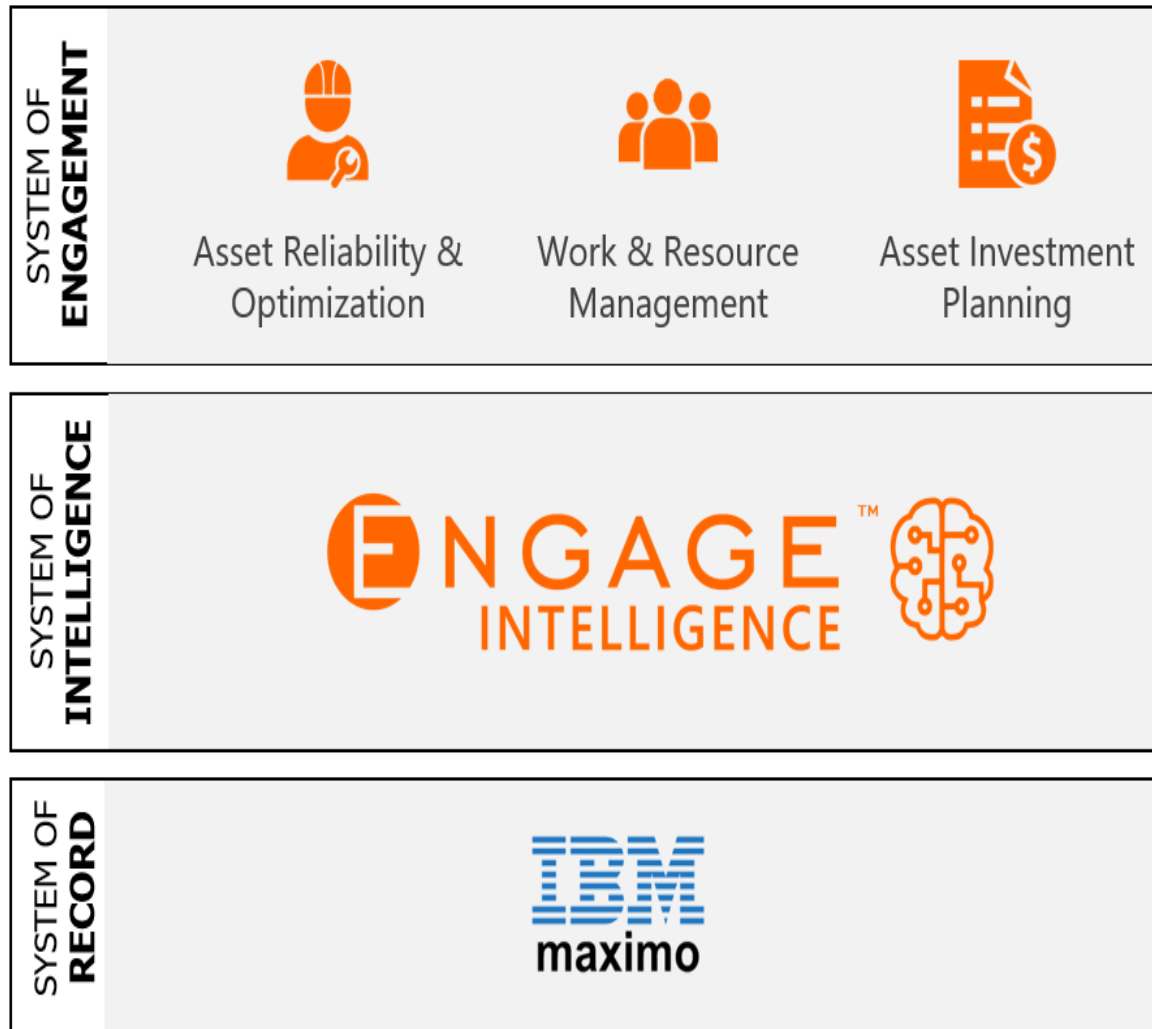 SYSTEM OF
ENGAGEMENT
Asset Reliability &
Optimization
Work & Resource
Management
Asset Investment
Planning
SYSTEM OF
INTELLIGENCE
ENGAGE™
INTELLIGENCE
SYSTEM OF
RECORD
IBM
maximo